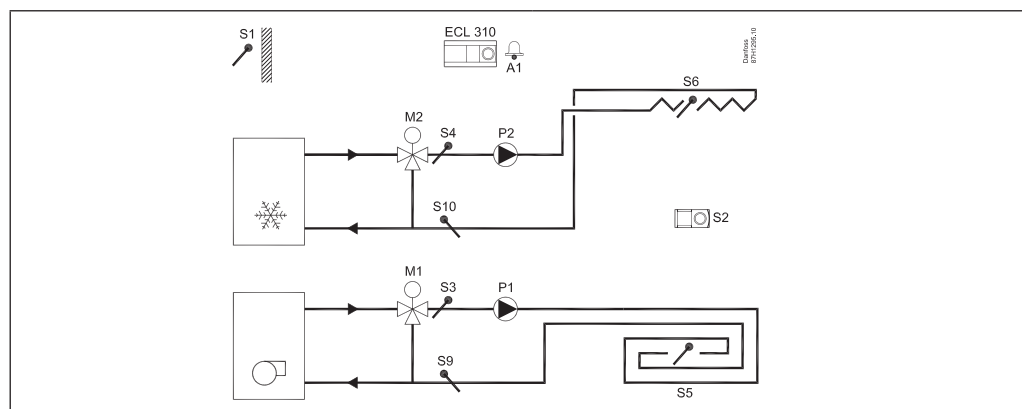 S1
ECL 310
A1
Danfoss
87H1295.10
S6
M2
S4
P2
S10
S2
M1
S3
P1
S9
S5